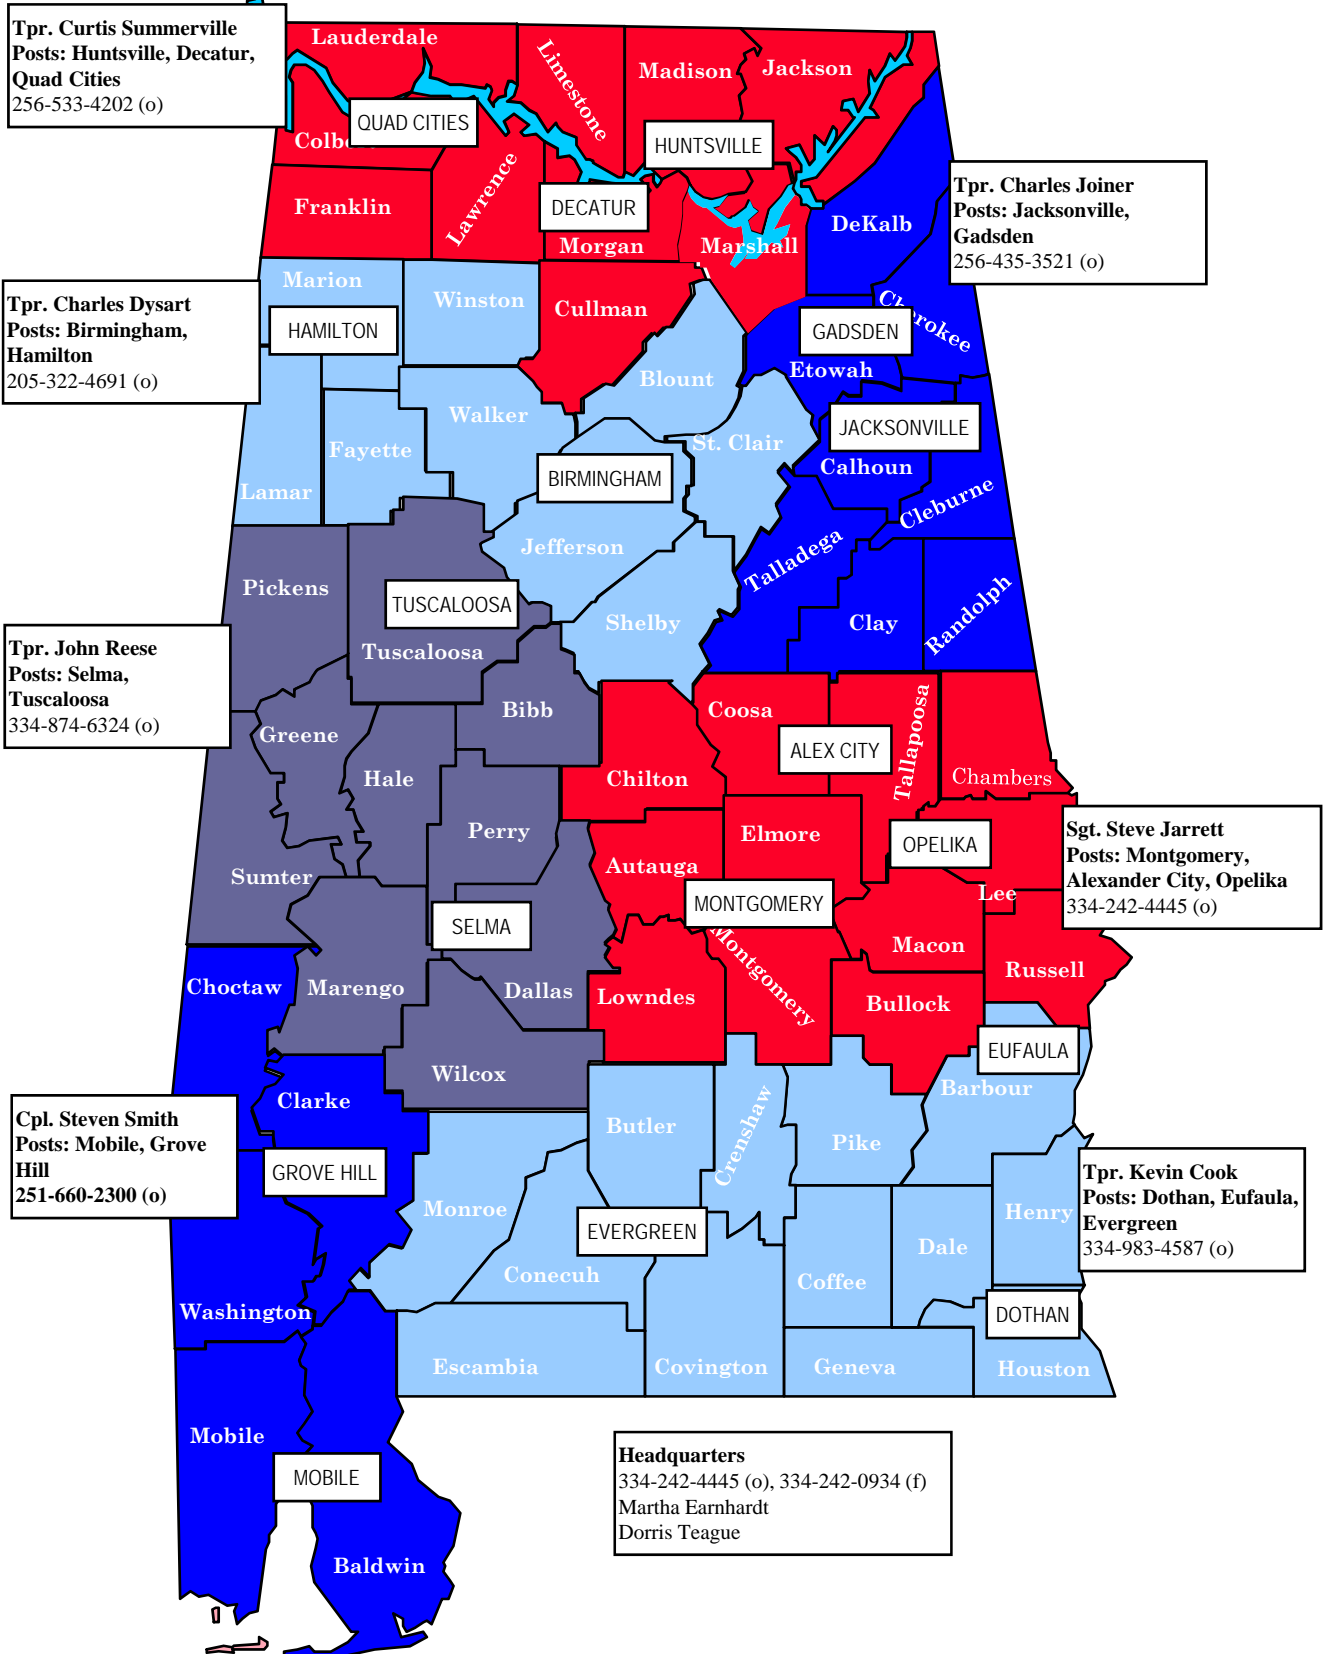 Tpr. Curtis Summerville
Posts: Huntsville, Decatur,
Quad Cities
256-533-4202 (o)
Lauderdale
Limestone
Madison
Jackson
QUAD CITIES
HUNTSVILLE
Lawrence
Franklin
DECATUR
Morgan
Marshall
DeKalb
Tpr. Charles Joiner
Posts: Jacksonville,
Gadsden
256-435-3521 (o)
Tpr. Charles Dysart
Posts: Birmingham,
Hamilton
205-322-4691 (o)
Marion
Winston
Cullman
HAMILTON
GADSDEN
Cherokee
Etowah
Blount
Walker
Fayette
Lamar
St. Clair
JACKSONVILLE
Calhoun
Cleburne
BIRMINGHAM
Jefferson
Talladega
Pickens
TUSCALOOSA
Tuscaloosa
Shelby
Clay
Randolph
Tpr. John Reese
Posts: Selma,
Tuscaloosa
334-874-6324 (o)
Greene
Bibb
Coosa
Tallapoosa
ALEX CITY
Hale
Chilton
Chambers
Perry
Elmore
OPELIKA
Sgt. Steve Jarrett
Posts: Montgomery,
Alexander City, Opelika
334-242-4445 (o)
Sumter
Autauga
Lee
MONTGOMERY
SELMA
Montgomery
Macon
Russell
Choctaw
Marengo
Dallas
Lowndes
Bullock
EUFAULA
Wilcox
Barbour
Clarke
Butler
Crenshaw
Pike
Cpl. Steven Smith
Posts: Mobile, Grove
Hill
251-660-2300 (o)
GROVE HILL
Tpr. Kevin Cook
Posts: Dothan, Eufaula,
Evergreen
334-983-4587 (o)
Monroe
Henry
EVERGREEN
Dale
Conecuh
Coffee
Washington
DOTHAN
Escambia
Covington
Geneva
Houston
Mobile
MOBILE
Baldwin
Headquarters
334-242-4445 (o), 334-242-0934 (f)
Martha Earnhardt
Dorris Teague